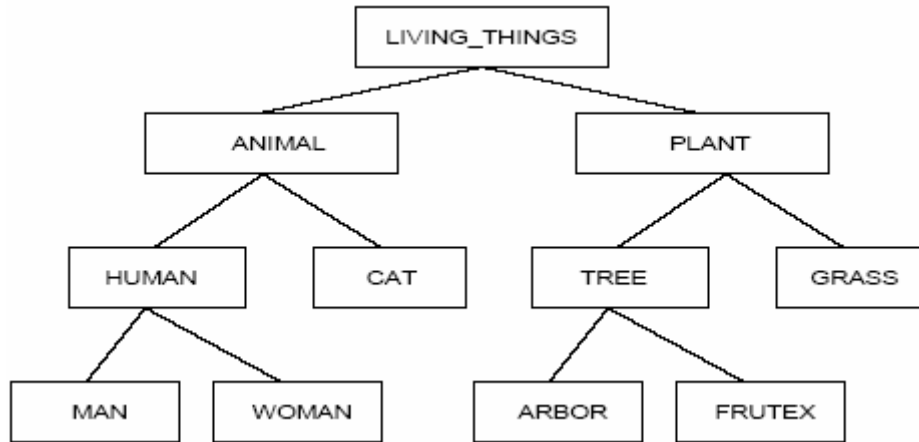 LIVING_THINGS
ANIMAL PLANT
HUMAN CAT TREE GRASS
MAN WOMAN ARBOR FRUTEX